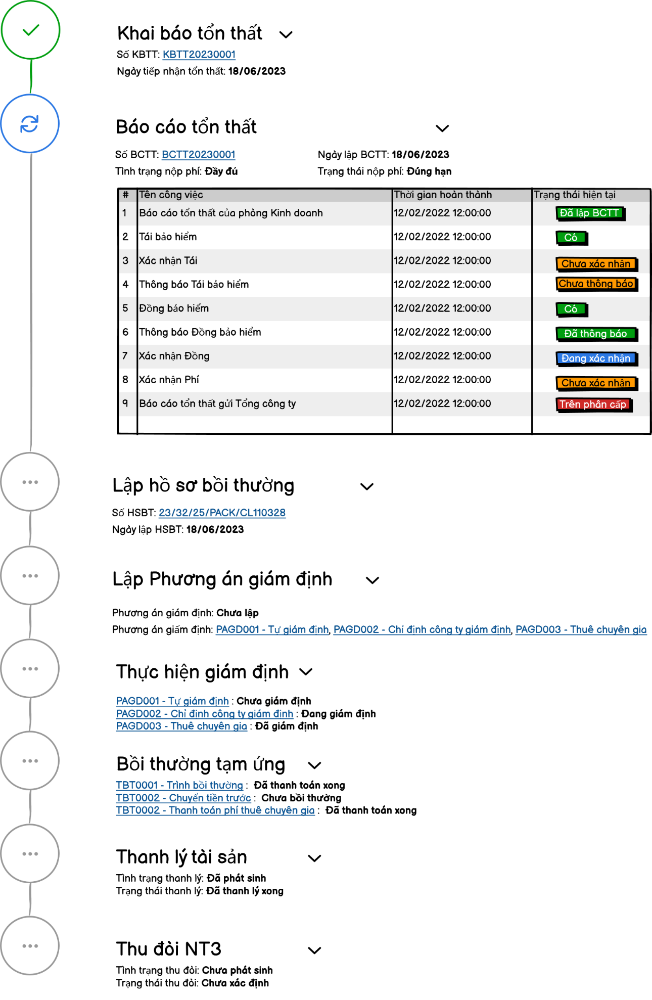 Khai báo tổn thất
Số KBTT: KBTT20230001
Ngày tiếp nhận tổn thất: 18/06/2023
Báo cáo tổn thất
Số BCTT: BCTT20230001 Ngày lập BCTT: 18/06/2023
Tình trạng nộp phí: Đầy đủ Trạng thái nộp phí: Đúng hạn
# Tên công việc Thời gian hoàn thành Trạng thái hiện tại
1 Báo cáo tổn thất của phòng Kinh doanh 12/02/2022 12:00:00 Đã lập BCTT
2 Tái bảo hiểm 12/02/2022 12:00:00 Có
3 Xác nhận Tái 12/02/2022 12:00:00 Chưa xác nhân
4 Thông báo Tái bảo hiểm 12/02/2022 12:00:00 Chưa thông báo
5 Đồng bảo hiểm 12/02/2022 12:00:00 Có
6 Thông báo Đồng bảo hiểm 12/02/2022 12:00:00 Đã thông báo
7 Xác nhận Đồng 12/02/2022 12:00:00 Đang xác nhận
8 Xác nhận Phí 12/02/2022 12:00:00 Chưa xác nhân
9 Báo cáo tổn thất gửi Tổng công ty 12/02/2022 12:00:00 Trên phân cấp
Lập hồ sơ bồi thường
Số HSBT: 23/32/25/PACK/CL110328
Ngày lập HSBT: 18/06/2023
Lập Phương án giám định
Phương án giám định: Chưa lập
Phương án giấm định: PAGD001 - Tự giám định, PAGD002 - Chỉ định công ty giám định, PAGD003 - Thuê chuyên gia
Thực hiện giám định
PAGD001 - Tự giám định : Chưa giám định
PAGD002 - Chỉ định công ty giám định : Đang giám định
PAGD003 - Thuê chuyên gia : Đã giám định
Bồi thường tạm ứng
TBT0001 - Trình bồi thường : Đã thanh toán xong
TBT0002 - Chuyển tiền trước : Chưa bồi thường
TBT0002 - Thanh toán phí thuê chuyên gia : Đã thanh toán xong
Thanh lý tài sản
Tình trạng thanh lý: Đã phát sinh
Trạng thái thanh lý: Đã thanh lý xong
Thu đòi NT3
Tình trạng thu đòi: Chưa phát sinh
Trạng thái thu đòi: Chưa xác định